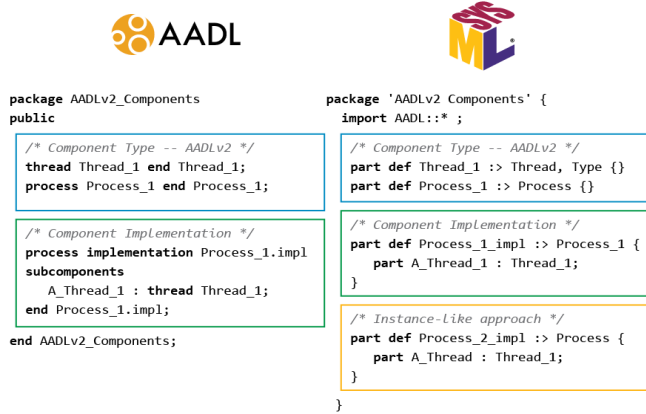 AADL
SYS
ML
package AADLv2_Components
public
/* Component Type -- AADLv2 */
thread Thread_1 end Thread_1;
process Process_1 end Process_1;
/* Component Implementation */
process implementation Process_1.impl
subcomponents
A_Thread_1 : thread Thread_1;
end Process_1.impl;
end AADLv2_Components;
package 'AADLv2 Components' {
import AADL::* ;
/* Component Type -- AADLv2 */
part def Thread_1 :> Thread, Type {}
part def Process_1 :> Process {}
/* Component Implementation */
part def Process_1_impl :> Process_1 {
part A_Thread_1 : Thread_1;
}
/* Instance-like approach */
part def Process_2_impl :> Process {
part A_Thread : Thread_1;
}
}